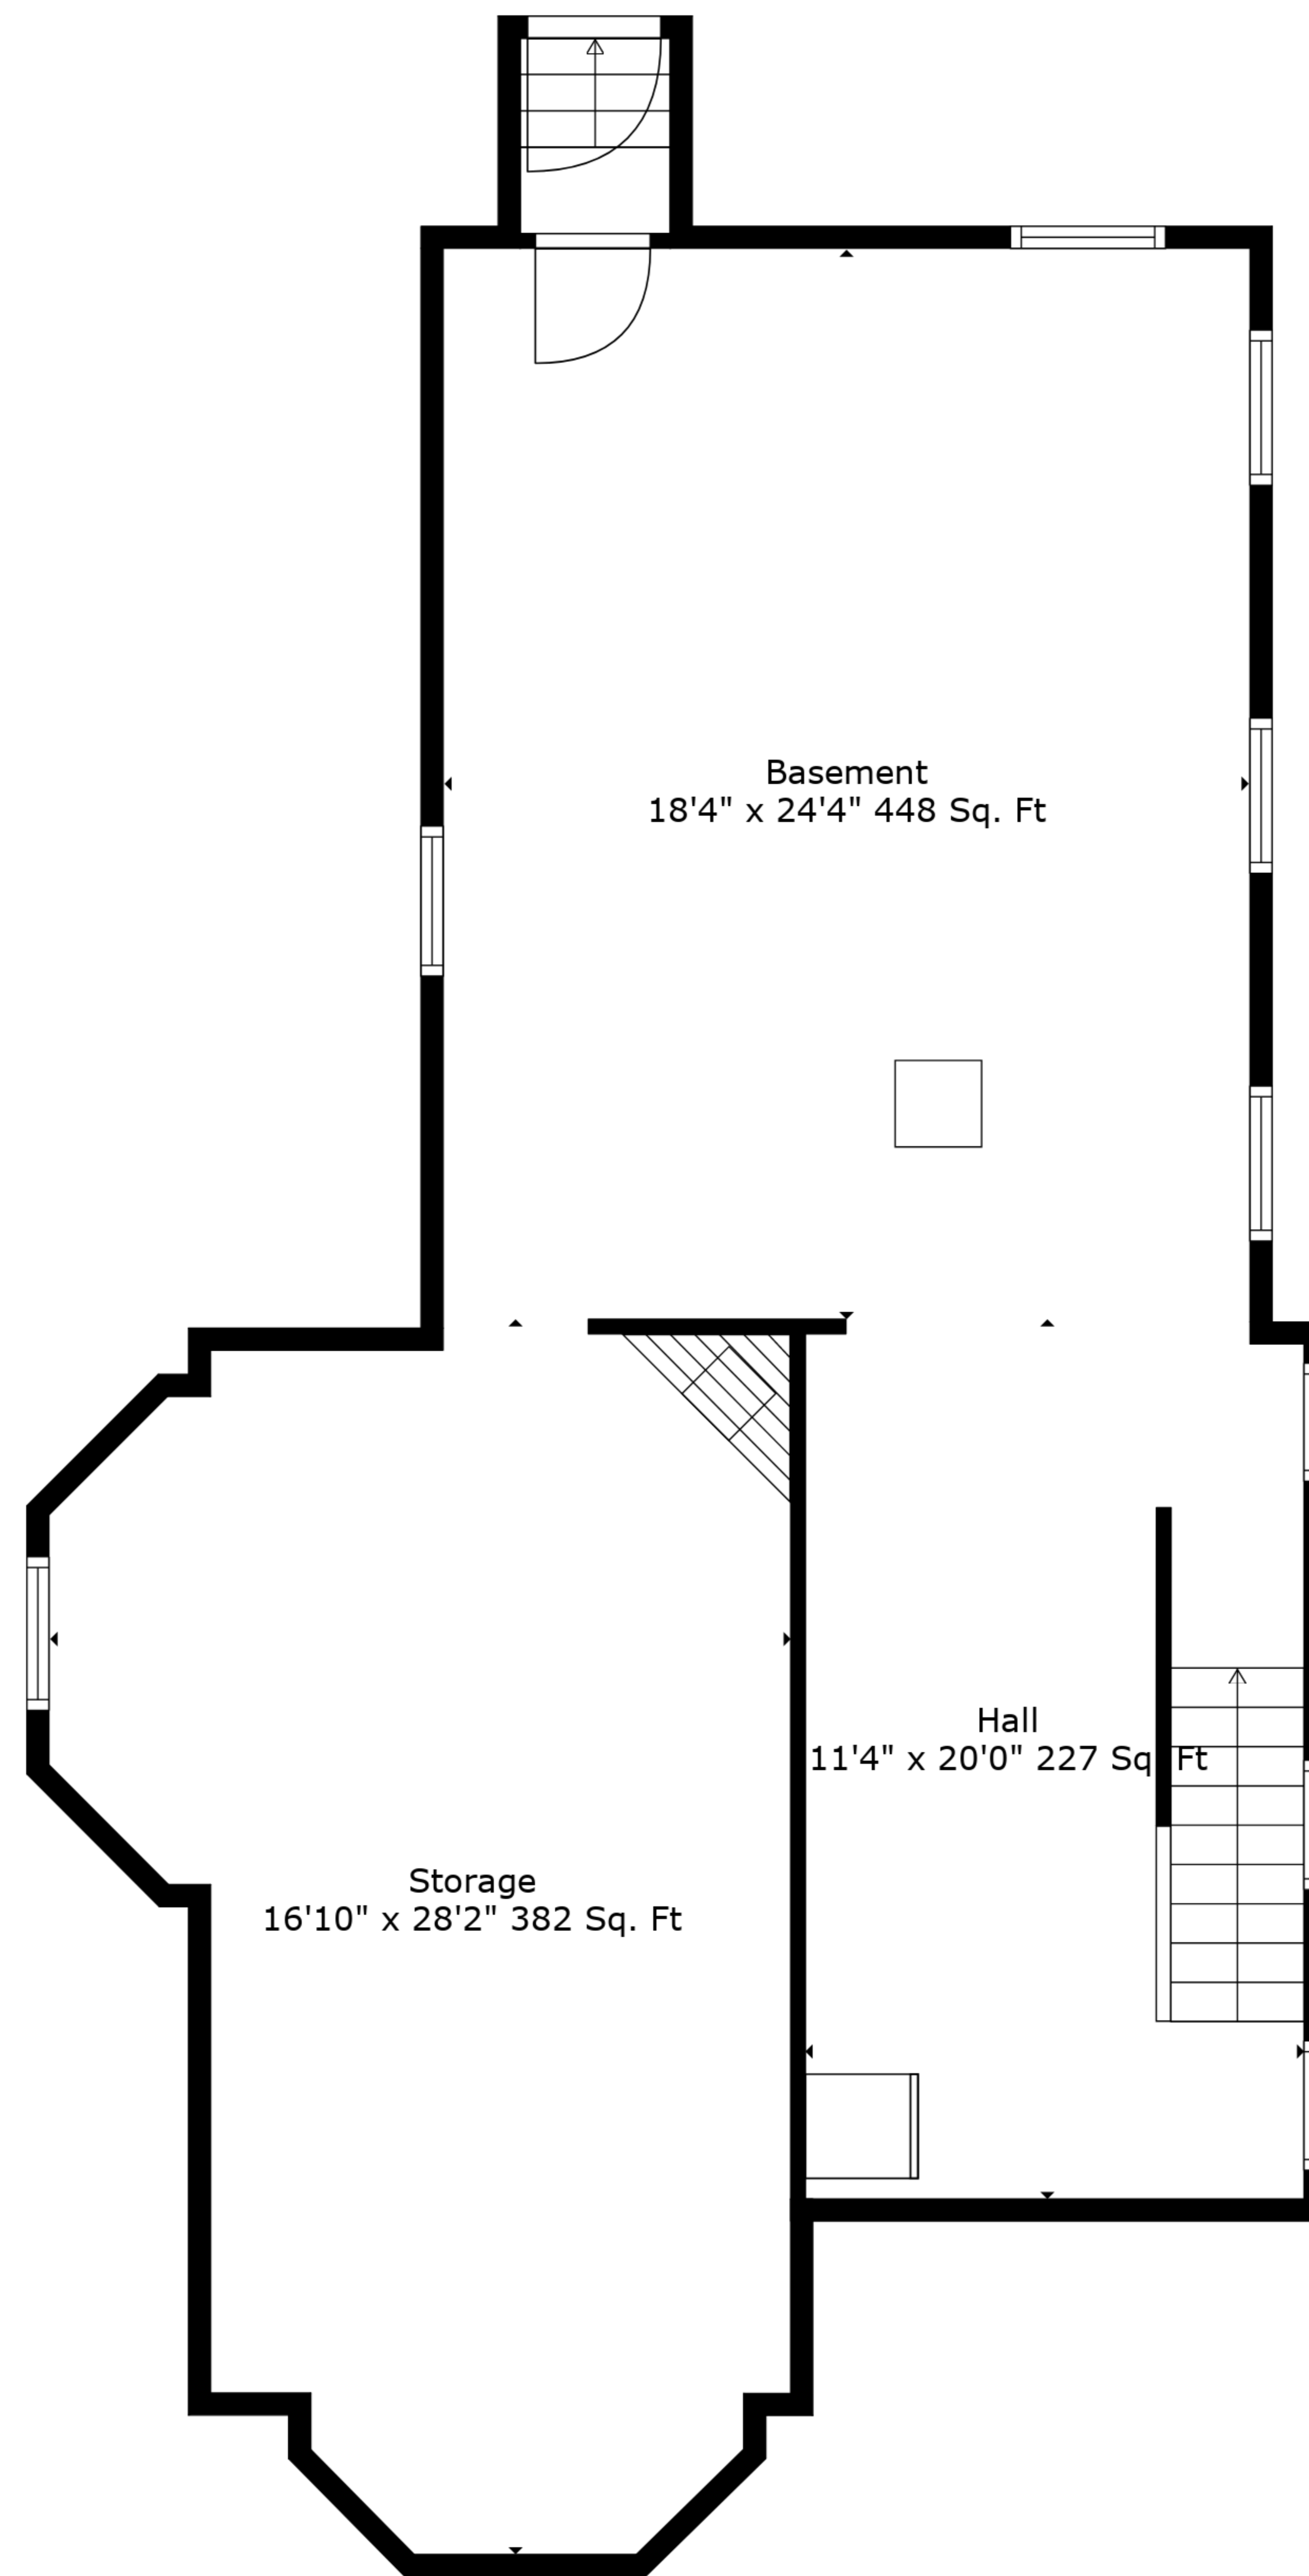 Basement
18'4" x 24'4" 448 Sq. Ft
Hall
11'4" x 20'0" 227 Sq. Ft
Storage
16'10" x 28'2" 382 Sq. Ft